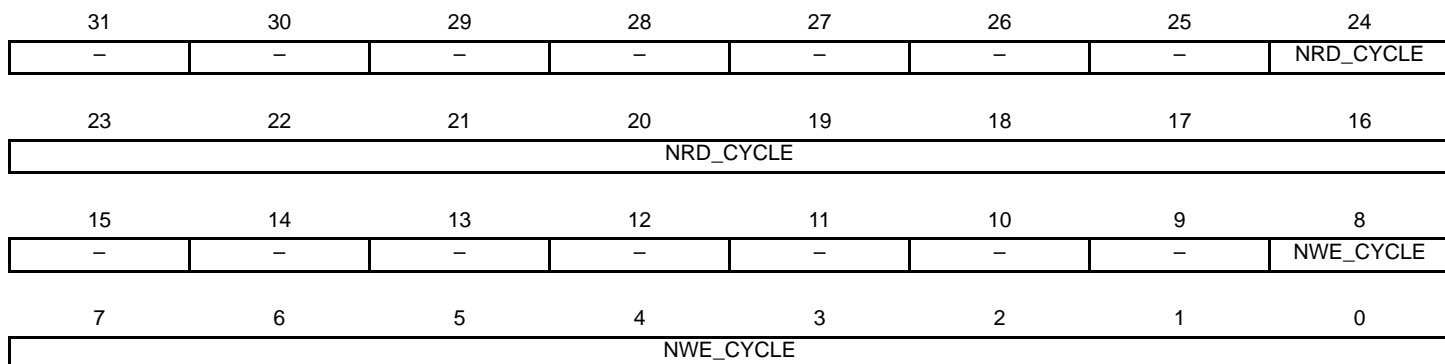 31 30 29 28 27 26 25 24
– – – – – – – NRD_CYCLE
23 22 21 20 19 18 17 16
NRD_CYCLE
15 14 13 12 11 10 9 8
– – – – – – – NWE_CYCLE
7 6 5 4 3 2 1 0
NWE_CYCLE